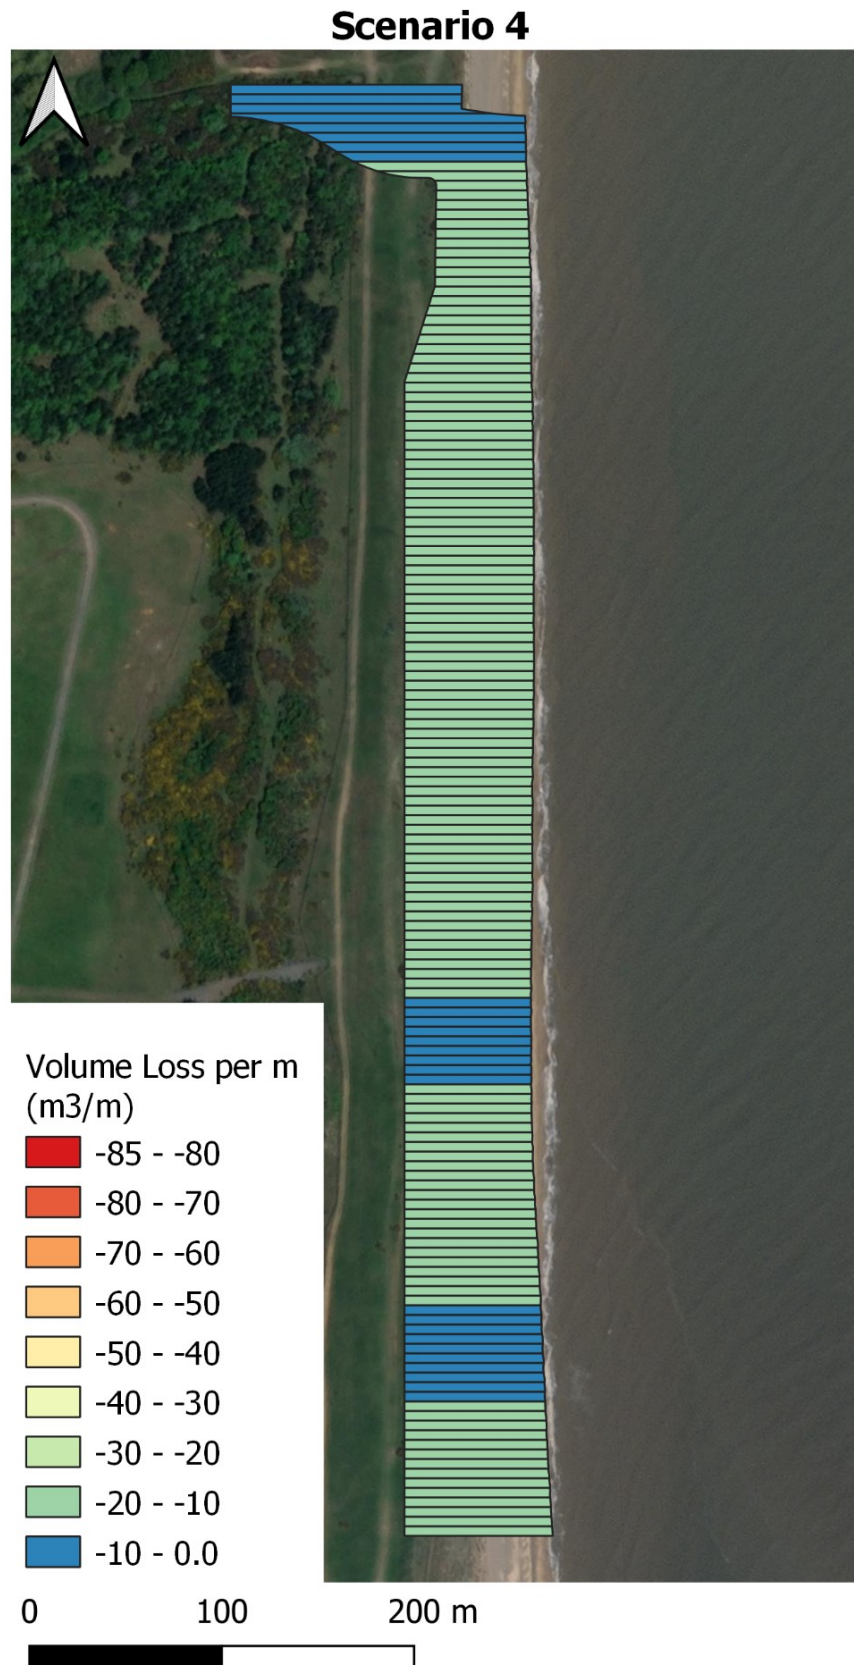 Scenario 4
Volume Loss per m
(m3/m)
-85 - -80
-80 - -70
-70 - -60
-60 - -50
-50 - -40
-40 - -30
-30 - -20
-20 - -10
-10 - 0.0
0 100 200 m